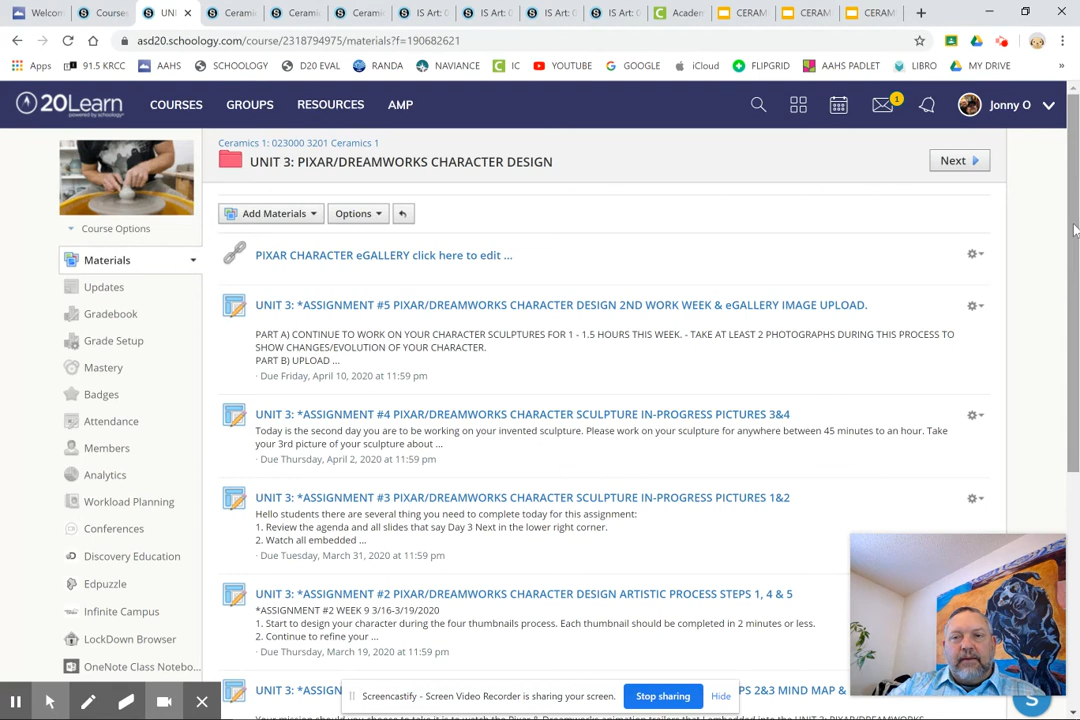 Welcom
Courses
UNI
Cerami
Cerami
Cerami
IS Art: 0
IS Art: 0
IS Art: 0
IS Art: 0
Acade
CERAM
CERAM
CERAM
asd20.schoology.com/course/2318794975/materials?f=190682621
Apps
91.5 KRCC
AAHS
SCHOOLOGY
D20 EVAL
RANDA
NAVIANCE
IC
YOUTUBE
GOOGLE
iCloud
FLIPGRID
AAHS PADLET
LIBRO
MY DRIVE
»
20Learn
powered by schoology
COURSES
GROUPS
RESOURCES
AMP
1
Jonny O
Ceramics 1: 023000 3201 Ceramics 1
UNIT 3: PIXAR/DREAMWORKS CHARACTER DESIGN
Next
Course Options
Add Materials
Options
Materials
Updates
Gradebook
Grade Setup
Mastery
Badges
Attendance
Members
Analytics
Workload Planning
Conferences
Discovery Education
Edpuzzle
Infinite Campus
LockDown Browser
OneNote Class Notebo...
PIXAR CHARACTER eGALLERY click here to edit ...
UNIT 3: *ASSIGNMENT #5 PIXAR/DREAMWORKS CHARACTER DESIGN 2ND WORK WEEK & eGALLERY IMAGE UPLOAD.
PART A) CONTINUE TO WORK ON YOUR CHARACTER SCULPTURES FOR 1 - 1.5 HOURS THIS WEEK. - TAKE AT LEAST 2 PHOTOGRAPHS DURING THIS PROCESS TO
SHOW CHANGES/EVOLUTION OF YOUR CHARACTER.
PART B) UPLOAD ...
· Due Friday, April 10, 2020 at 11:59 pm
UNIT 3: *ASSIGNMENT #4 PIXAR/DREAMWORKS CHARACTER SCULPTURE IN-PROGRESS PICTURES 3&4
Today is the second day you are to be working on your invented sculpture. Please work on your sculpture for anywhere between 45 minutes to an hour. Take
your 3rd picture of your sculpture about ...
· Due Thursday, April 2, 2020 at 11:59 pm
UNIT 3: *ASSIGNMENT #3 PIXAR/DREAMWORKS CHARACTER SCULPTURE IN-PROGRESS PICTURES 1&2
Hello students there are several thing you need to complete today for this assignment:
1. Review the agenda and all slides that say Day 3 Next in the lower right corner.
2. Watch all embedded ...
· Due Tuesday, March 31, 2020 at 11:59 pm
UNIT 3: *ASSIGNMENT #2 PIXAR/DREAMWORKS CHARACTER DESIGN ARTISTIC PROCESS STEPS 1, 4 & 5
*ASSIGNMENT #2 WEEK 9 3/16-3/19/2020
1. Start to design your character during the four thumbnails process. Each thumbnail should be completed in 2 minutes or less.
2. Continue to refine your ...
· Due Thursday, March 19, 2020 at 11:59 pm
UNIT 3: *ASSIGN
PS 2&3 MIND MAP &
Screencastify - Screen Video Recorder is sharing your screen.
Stop sharing
Hide